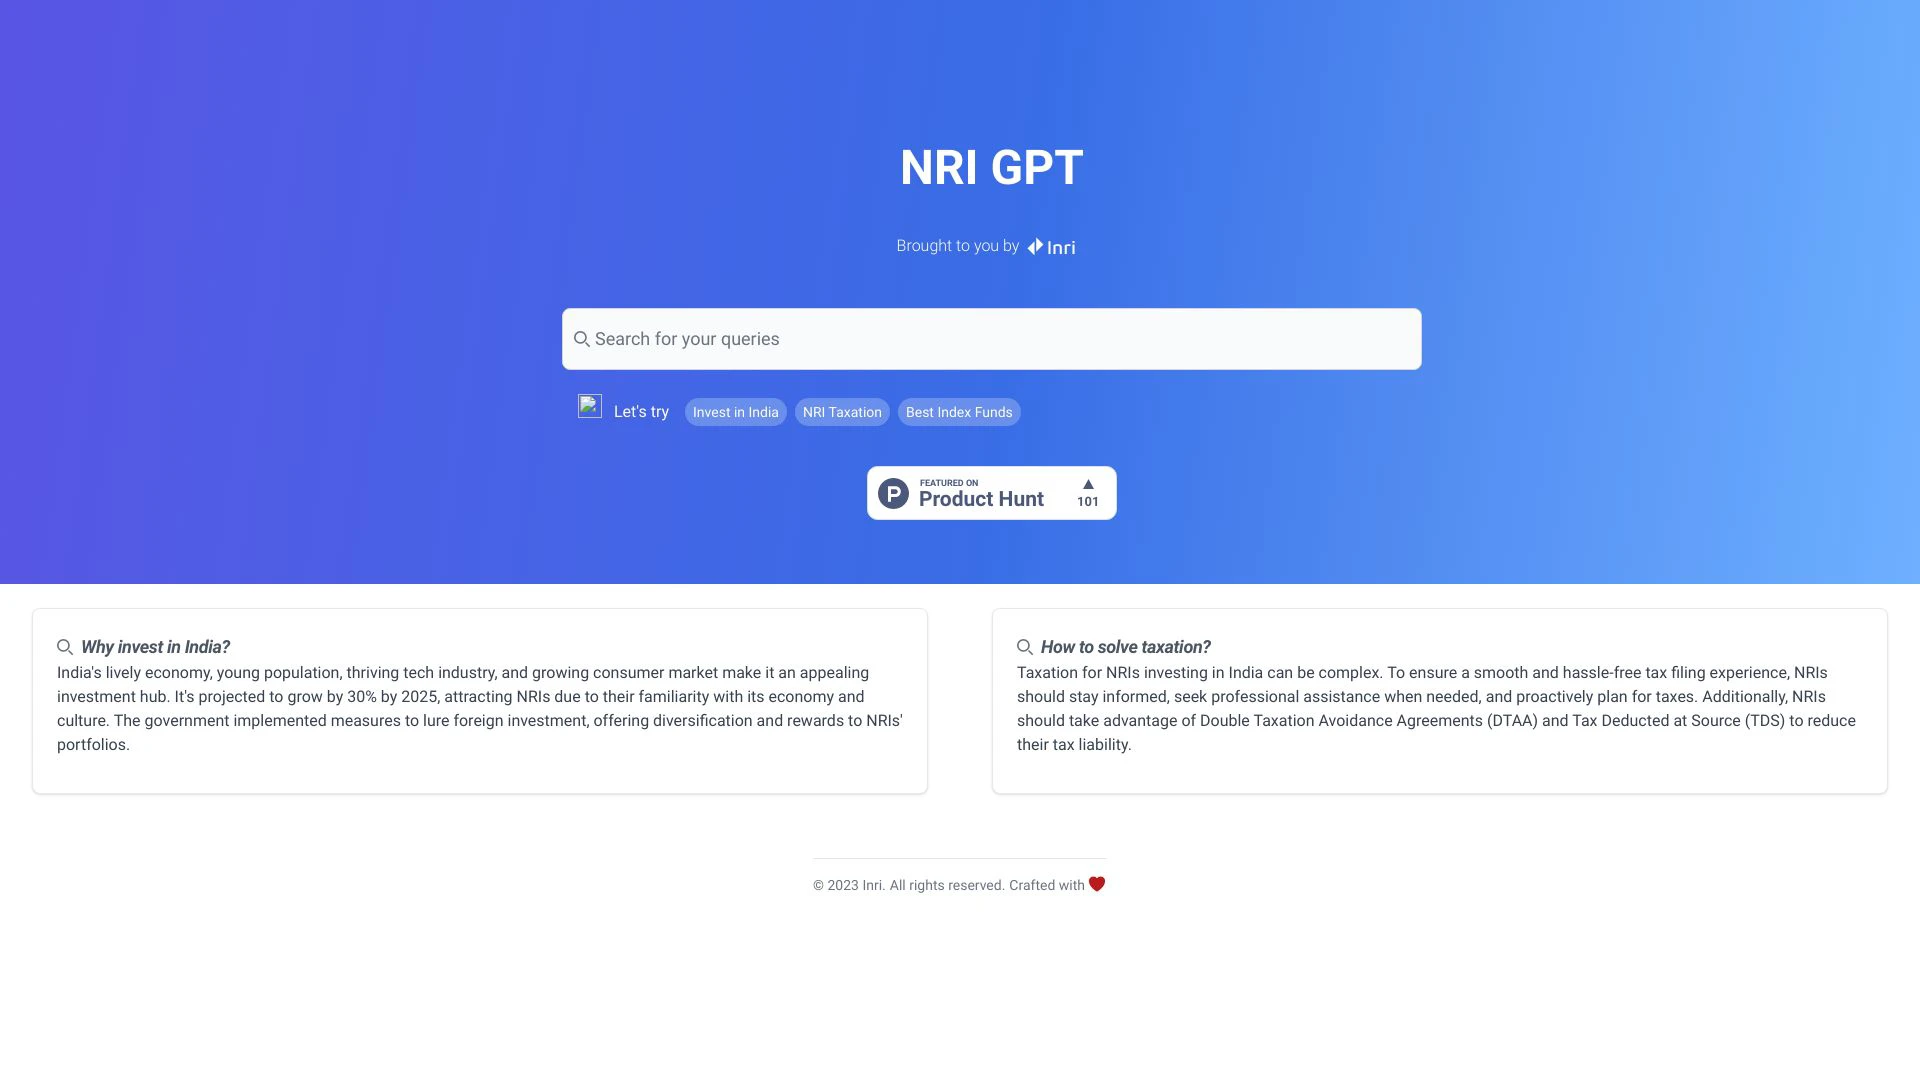 NRI GPT
Brought to you by Inri
Search for your queries
Let's try Invest in India NRI Taxation Best Index Funds
FEATURED ON
Product Hunt
101
Why invest in India?
India's lively economy, young population, thriving tech industry, and growing consumer market make it an appealing
investment hub. It's projected to grow by 30% by 2025, attracting NRIs due to their familiarity with its economy and
culture. The government implemented measures to lure foreign investment, offering diversification and rewards to NRIs'
portfolios.
How to solve taxation?
Taxation for NRIs investing in India can be complex. To ensure a smooth and hassle-free tax filing experience, NRIs
should stay informed, seek professional assistance when needed, and proactively plan for taxes. Additionally, NRIs
should take advantage of Double Taxation Avoidance Agreements (DTAA) and Tax Deducted at Source (TDS) to reduce
their tax liability.
© 2023 Inri. All rights reserved. Crafted with